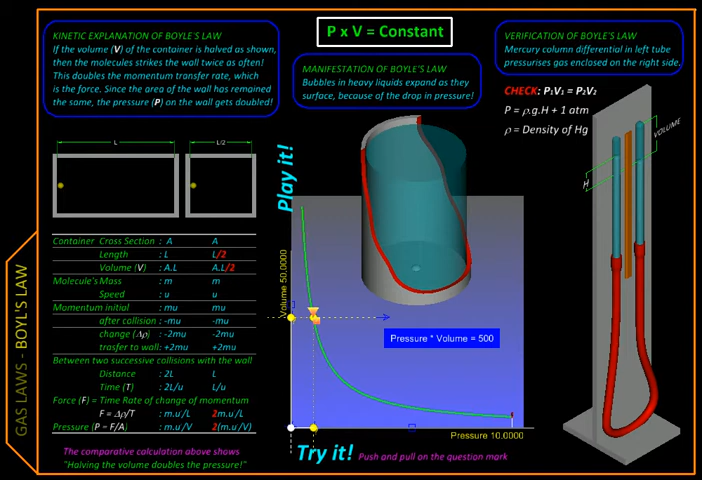 P x V = Constant
KINETIC EXPLANATION OF BOYLE'S LAW
If the volume (V) of the container is halved as shown,
then the molecules strikes the wall twice as often!
This doubles the momentum transfer rate, which
is the force. Since the area of the wall has remained
the same, the pressure (P) on the wall gets doubled!
MANIFESTATION OF BOYLE'S LAW
Bubbles in heavy liquids expand as they
surface, because of the drop in pressure!
VERIFICATION OF BOYLE'S LAW
Mercury column differential in left tube
pressurises gas enclosed on the right side.
CHECK: P₁V₁ = P₂V₂
P = ρ.g.H + 1 atm
ρ = Density of Hg
VOLUME
H
L
L/2
Play it!
Container Cross Section : A A
Length : L L/2
Volume (V) : A.L A.L/2
Molecule's Mass : m m
Speed : u u
Momentum initial : mu mu
after collision : -mu -mu
change (Δρ) : -2mu -2mu
trosfer to wall: +2mu +2mu
Between two successive collisions with the wall
Distance : 2L L
Time (T) : 2L/u L/u
Force (F) = Time Rate of change of momentum
F = Δρ/T : m.u²/L 2m.u²/L
Pressure (P = F/A) : m.u²/V 2(m.u²/V)
The comparative calculation above shows
"Halving the volume doubles the pressure!"
GAS LAWS - BOYL'S LAW
Volume 50.0000
Pressure * Volume = 500
Pressure 10.0000
Try it! Push and pull on the question mark